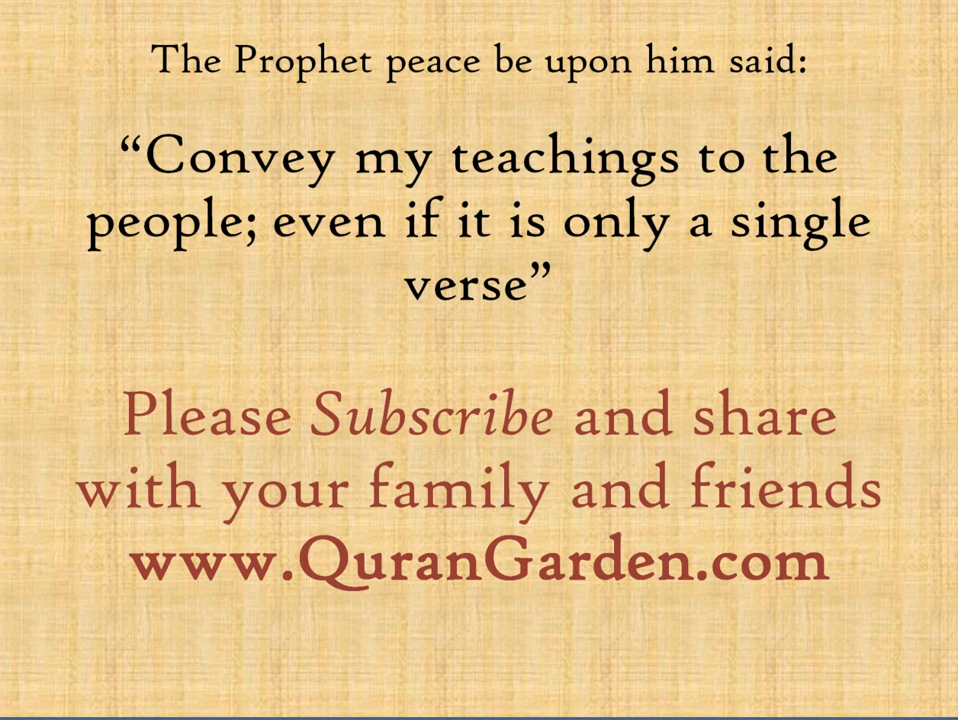 The Prophet peace be upon him said:
“Convey my teachings to the
people; even if it is only a single
verse”
Please Subscribe and share
with your family and friends
www.QuranGarden.com